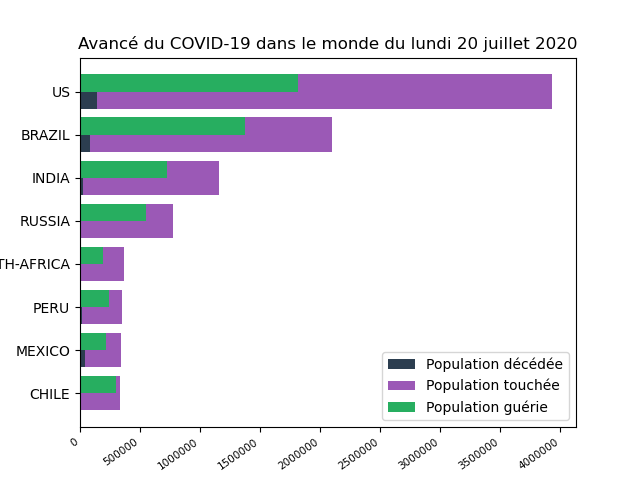 Avancé du COVID-19 dans le monde du lundi 20 juillet 2020
US
BRAZIL
INDIA
RUSSIA
TH-AFRICA
PERU
MEXICO
CHILE
Population décédée
Population touchée
Population guérie
0 500000 1000000 1500000 2000000 2500000 3000000 3500000 4000000